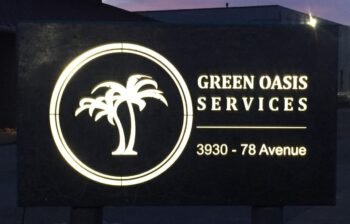 GREEN OASIS
SERVICES
3930 - 78 Avenue